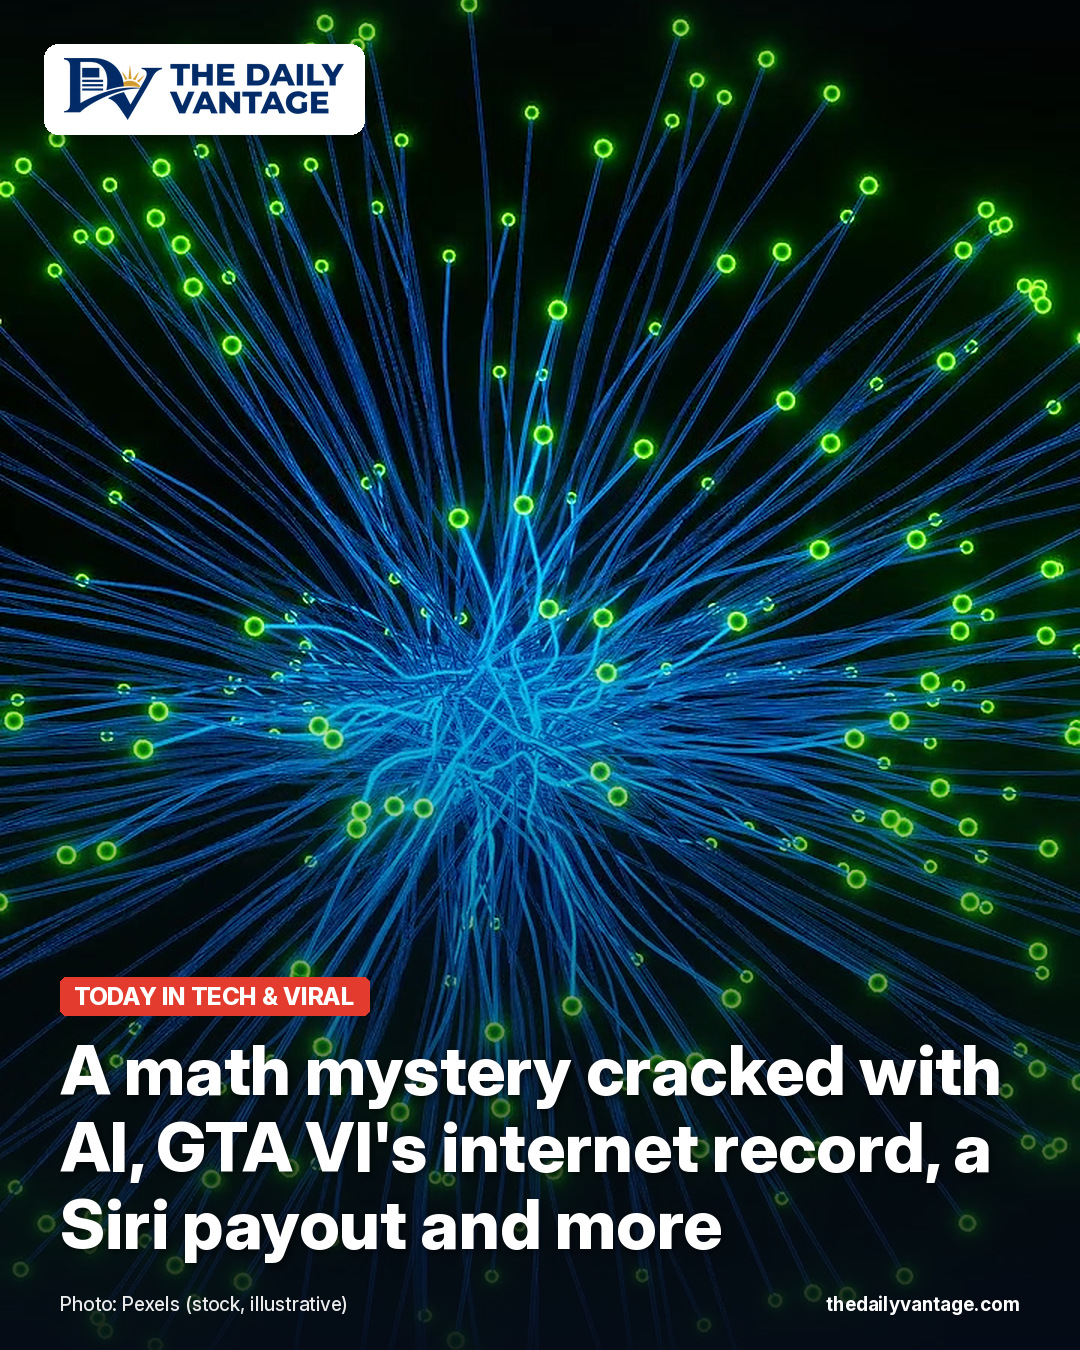 THE DAILY
VANTAGE
TODAY IN TECH & VIRAL
A math mystery cracked with
AI, GTA VI's internet record, a
Siri payout and more
Photo: Pexels (stock, illustrative)
thedailyvantage.com